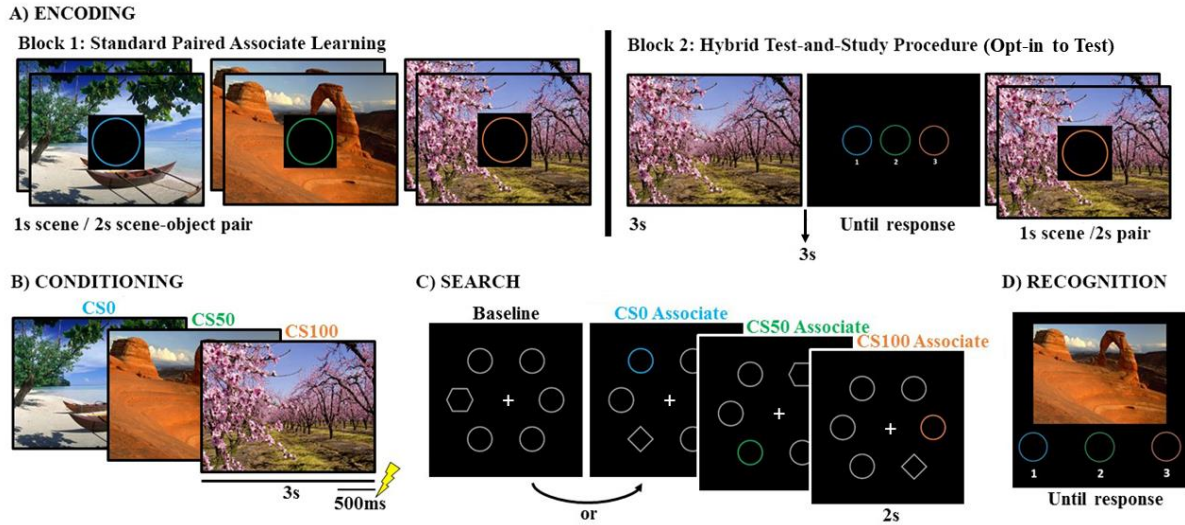 A) ENCODING
Block 1: Standard Paired Associate Learning
1s scene / 2s scene-object pair
Block 2: Hybrid Test-and-Study Procedure (Opt-in to Test)
1 2 3
3s
Until response
3s
1s scene /2s pair
B) CONDITIONING
CS0
CS50
CS100
3s
500ms
C) SEARCH
Baseline
CS0 Associate
CS50 Associate
CS100 Associate
or
2s
D) RECOGNITION
1 2 3
Until response